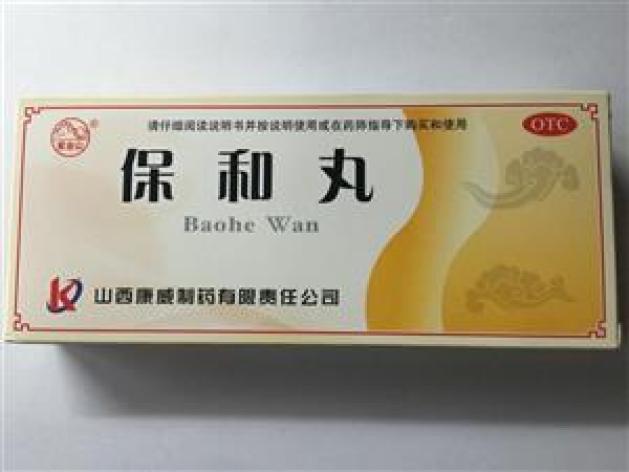 请仔细阅读说明书并按说明使用或在药师指导下购买和使用
OTC
保和丸
Baohe Wan
山西康威制药有限责任公司